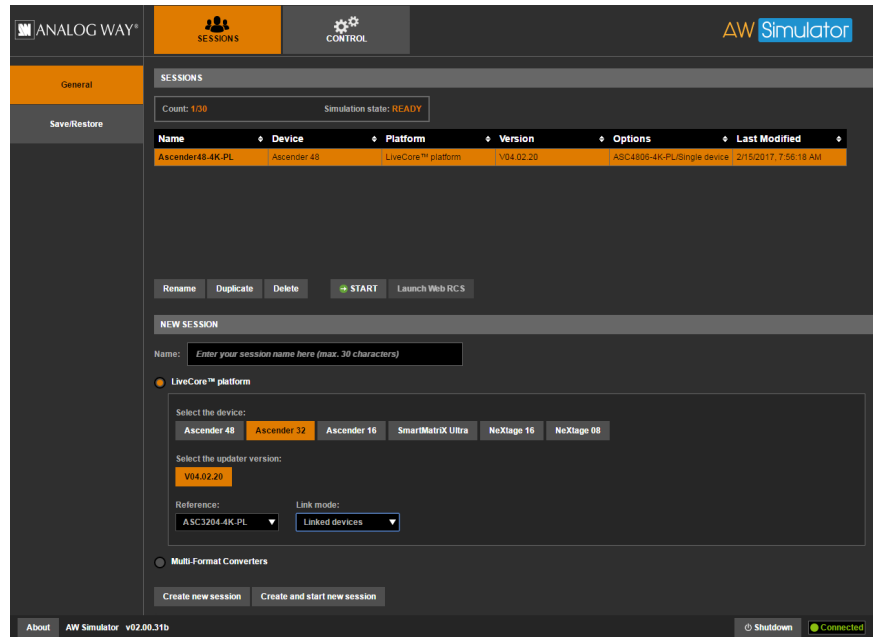 ANALOG WAY®
SESSIONS
CONTROL
AW Simulator
General
Save/Restore
SESSIONS
Count: 1/30 Simulation state: READY
Name Device Platform Version Options Last Modified
Ascender48-4K-PL Ascender 48 LiveCore™ platform V04.02.20 ASC4806-4K-PL/Single device 2/15/2017, 7:56:18 AM
Rename Duplicate Delete START Launch Web RCS
NEW SESSION
Name: Enter your session name here (max. 30 characters)
LiveCore™ platform
Select the device:
Ascender 48 Ascender 32 Ascender 16 SmartMatriX Ultra NeXtage 16 NeXtage 08
Select the updater version:
V04.02.20
Reference: Link mode:
ASC3204-4K-PL Linked devices
Multi-Format Converters
Create new session Create and start new session
About AW Simulator v02.00.31b Shutdown Connected